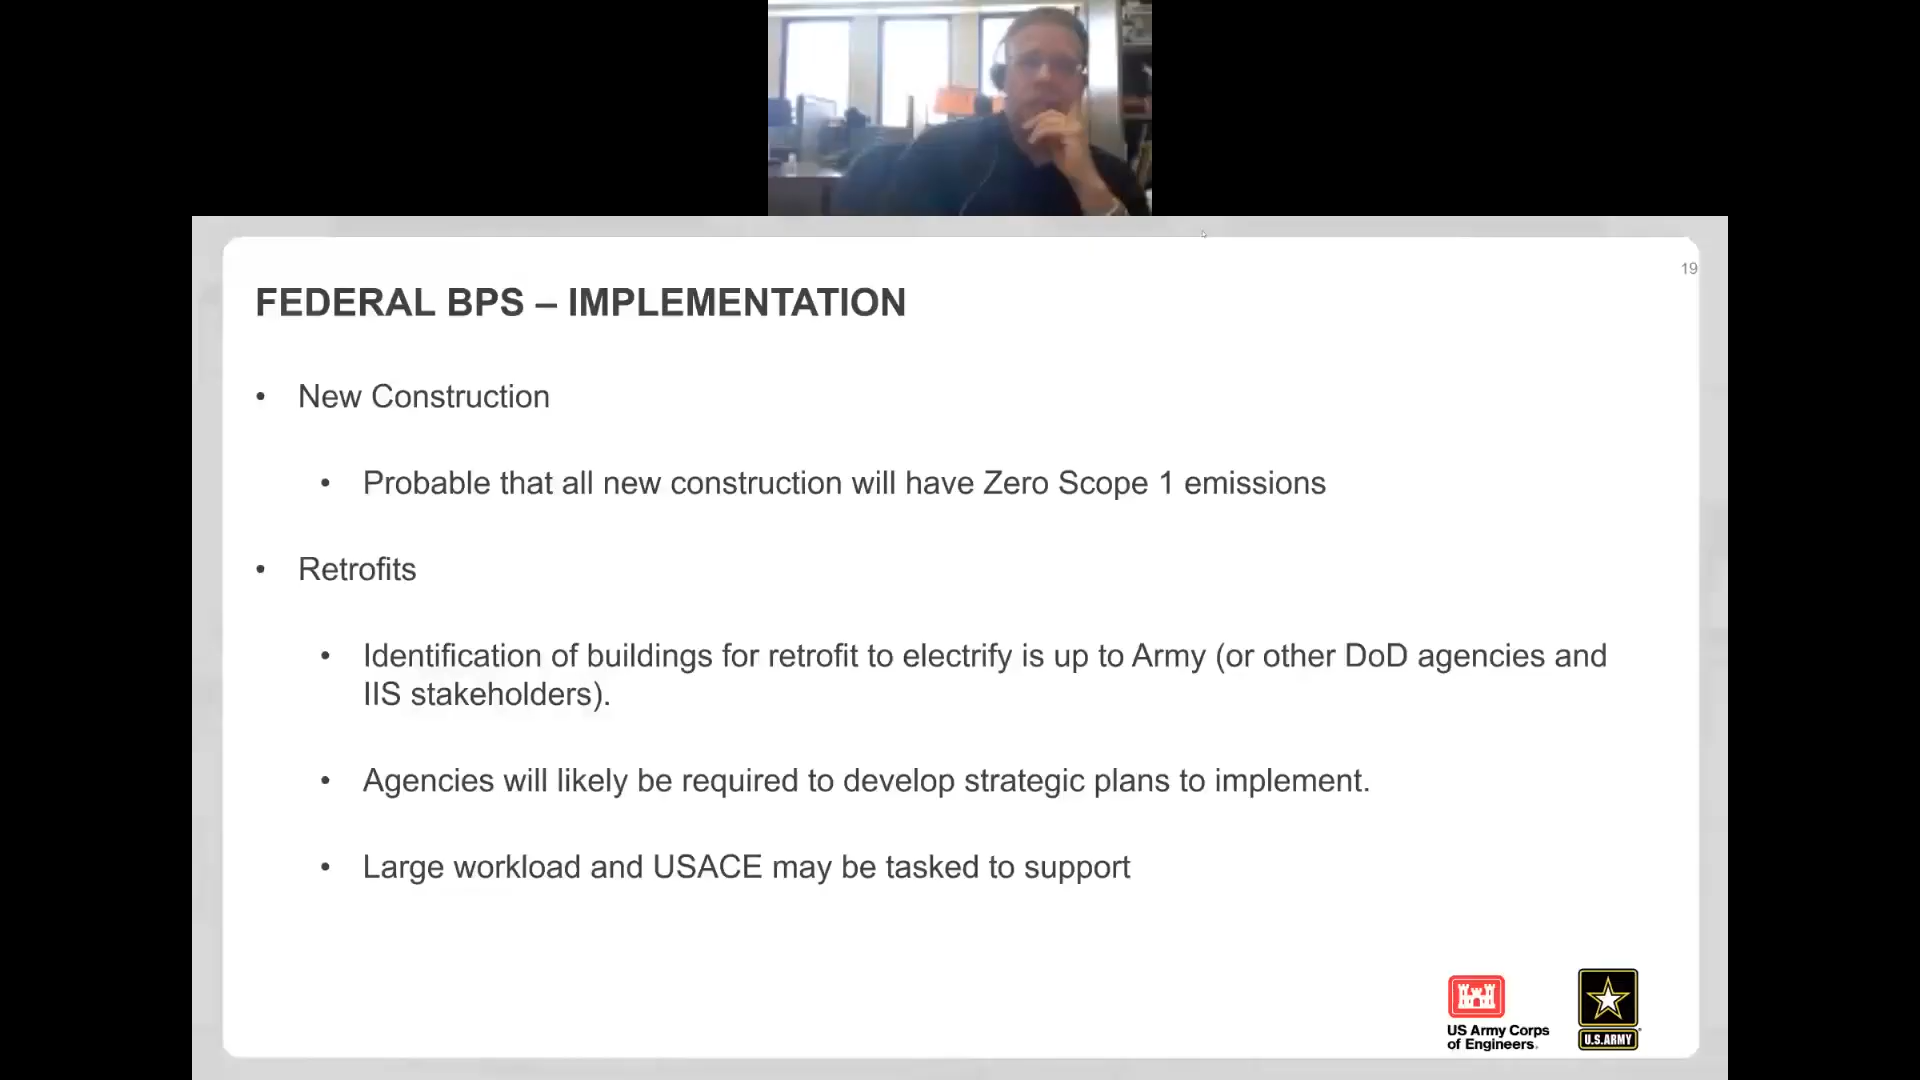 19
FEDERAL BPS – IMPLEMENTATION
• New Construction
• Probable that all new construction will have Zero Scope 1 emissions
• Retrofits
• Identification of buildings for retrofit to electrify is up to Army (or other DoD agencies and
IIS stakeholders).
• Agencies will likely be required to develop strategic plans to implement.
• Large workload and USACE may be tasked to support
US Army Corps
of Engineers.
U.S.ARMY